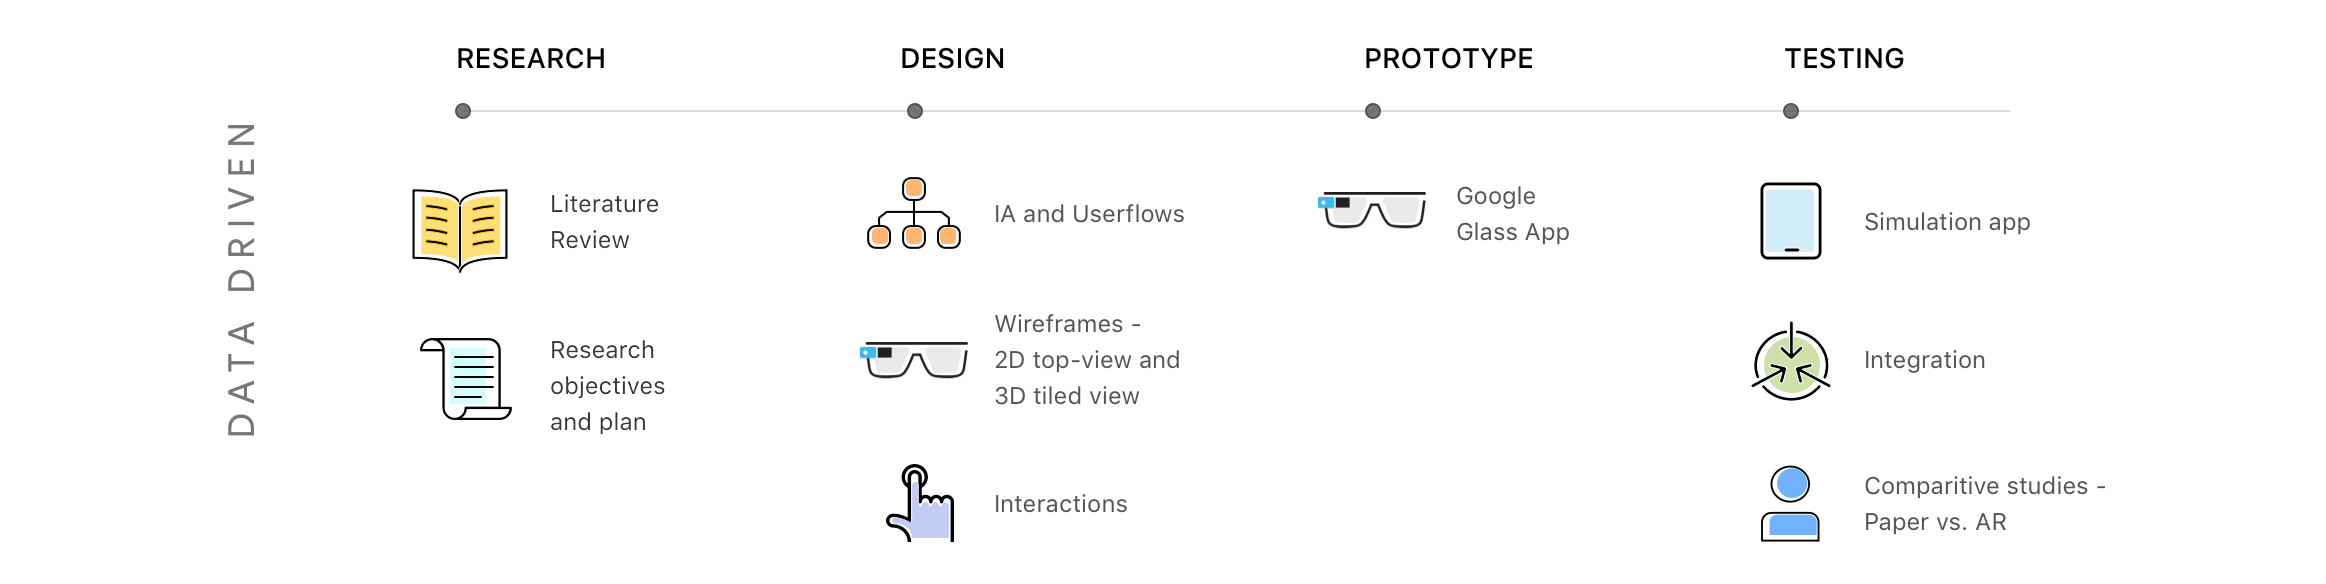 DATA DRIVEN
RESEARCH
Literature
Review
Research
objectives
and plan
DESIGN
IA and Userflows
Wireframes -
2D top-view and
3D tiled view
Interactions
PROTOTYPE
Google
Glass App
TESTING
Simulation app
Integration
Comparitive studies -
Paper vs. AR